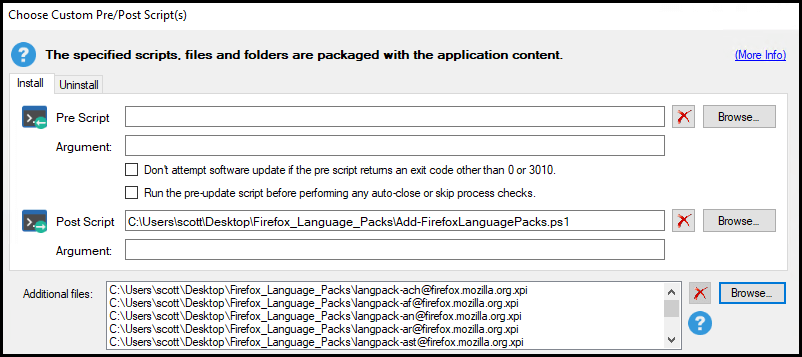 Choose Custom Pre/Post Script(s)
The specified scripts, files and folders are packaged with the application content.
(More Info)
Install
Uninstall
Pre Script
Browse...
Argument:
Don't attempt software update if the pre script returns an exit code other than 0 or 3010.
Run the pre-update script before performing any auto-close or skip process checks.
Post Script
C:\Users\scott\Desktop\Firefox_Language_Packs\Add-FirefoxLanguagePacks.ps1
Browse...
Argument:
Additional files:
C:\Users\scott\Desktop\Firefox_Language_Packs\langpack-ach@firefox.mozilla.org.xpi
C:\Users\scott\Desktop\Firefox_Language_Packs\langpack-af@firefox.mozilla.org.xpi
C:\Users\scott\Desktop\Firefox_Language_Packs\langpack-an@firefox.mozilla.org.xpi
C:\Users\scott\Desktop\Firefox_Language_Packs\langpack-ar@firefox.mozilla.org.xpi
C:\Users\scott\Desktop\Firefox_Language_Packs\langpack-ast@firefox.mozilla.org.xpi
Browse...